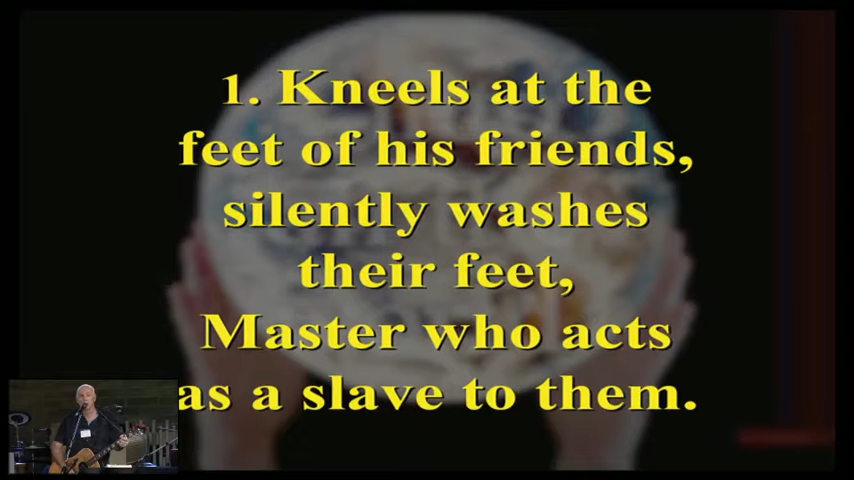 1. Kneels at the
feet of his friends,
silently washes
their feet,
Master who acts
as a slave to them.